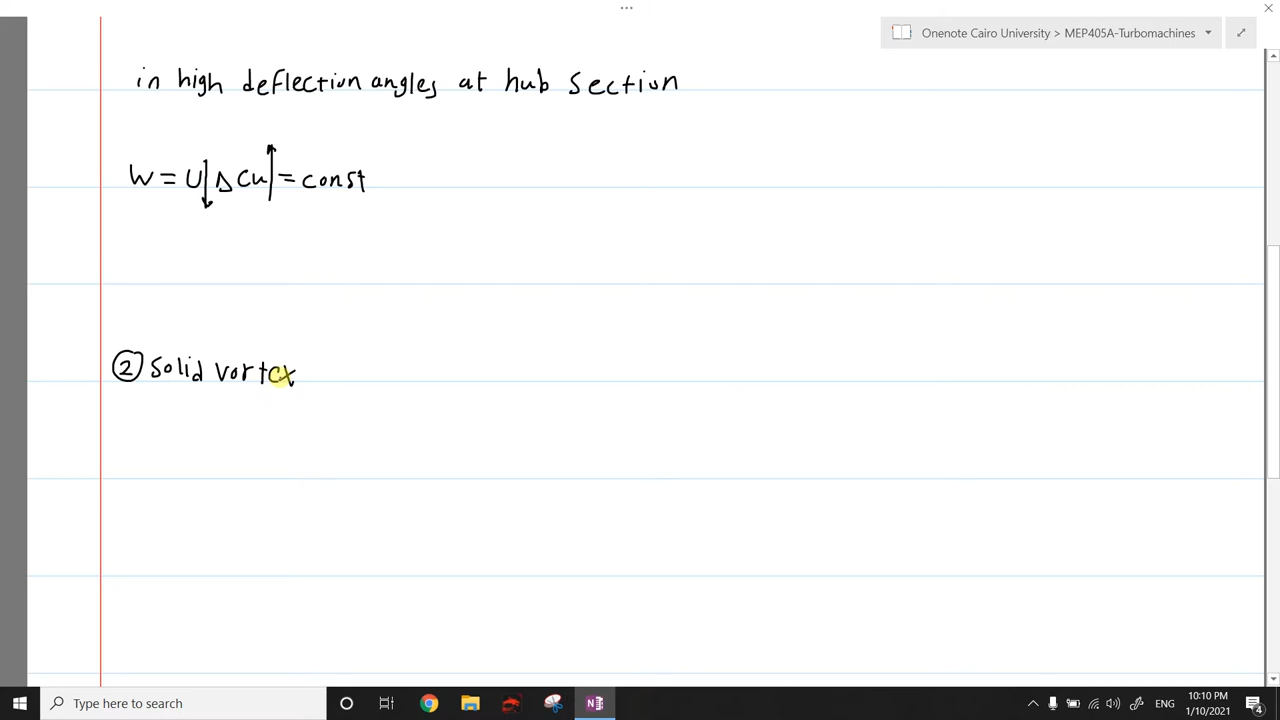 Onenote Cairo University > MEP405A-Turbomachines
in high deflection angles at hub section
W = U↓ΔCu↑ = const
② Solid vortex
Type here to search
ENG
10:10 PM
1/10/2021
4